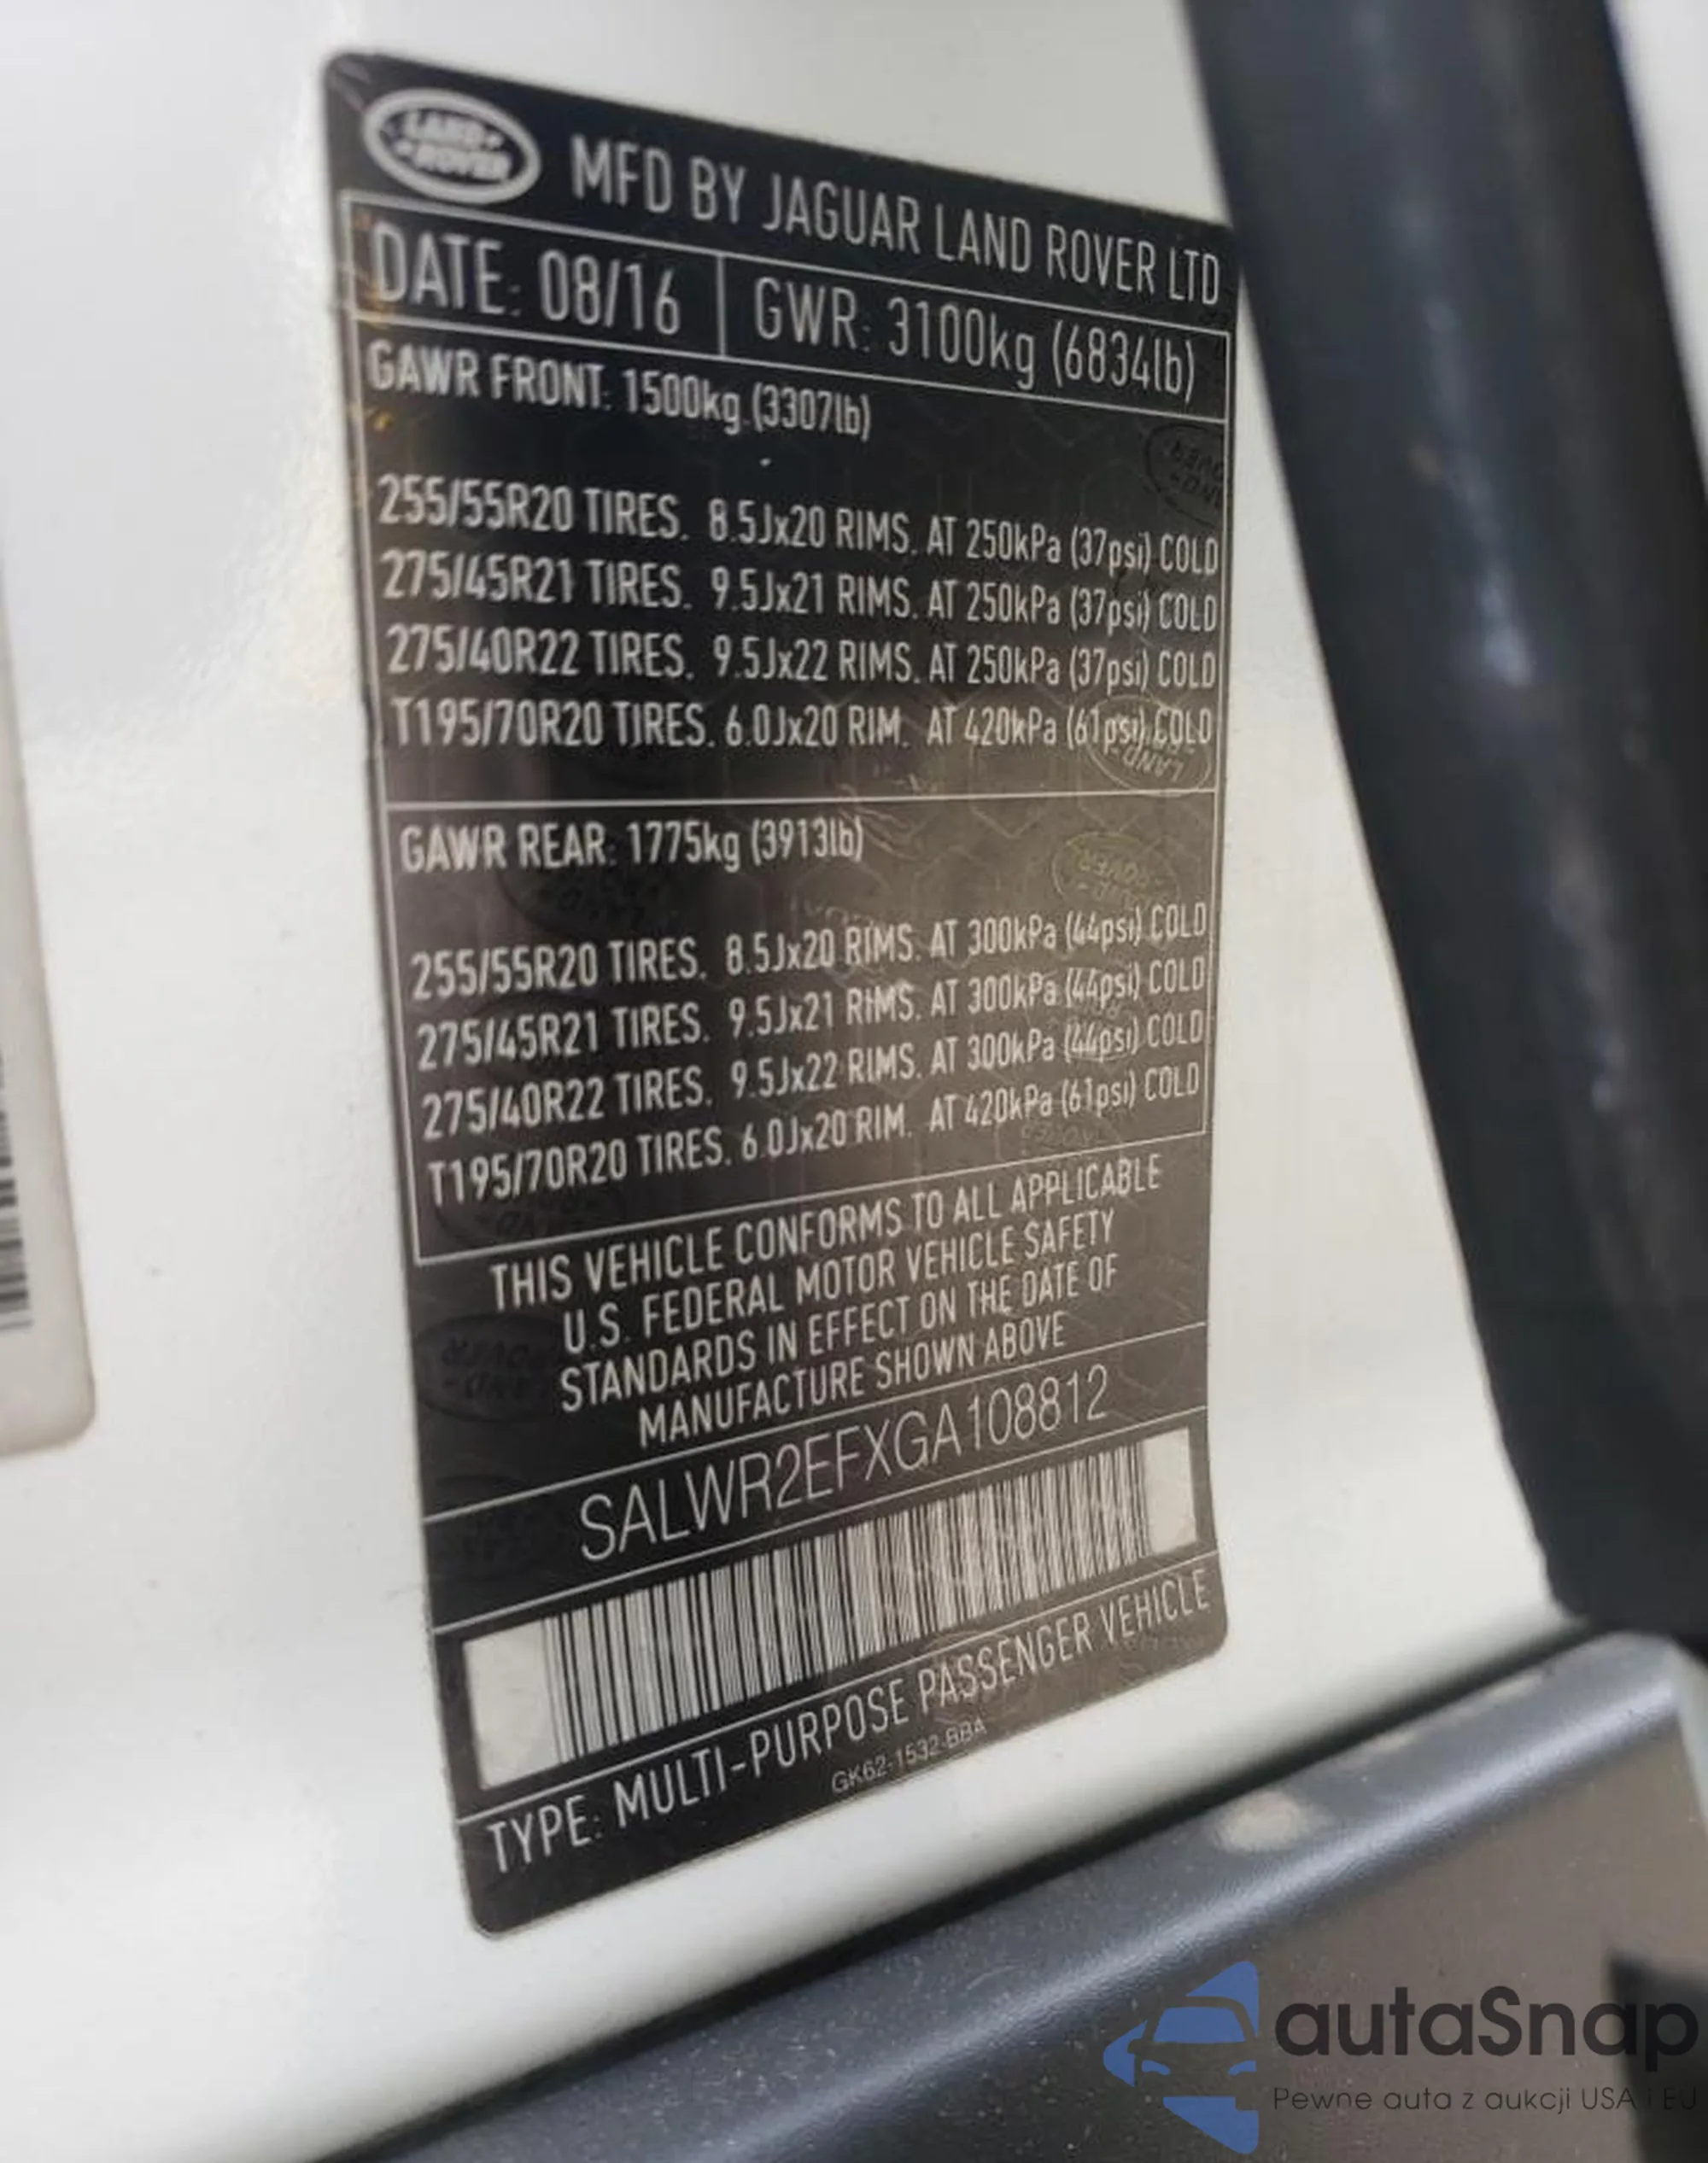 LAND-
-ROVER
MFD BY JAGUAR LAND ROVER LTD
DATE: 08/16
GWR: 3100kg (6834lb)
GAWR FRONT: 1500kg (3307lb)
255/55R20 TIRES. 8.5Jx20 RIMS. AT 250kPa (37psi) COLD
275/45R21 TIRES. 9.5Jx21 RIMS. AT 250kPa (37psi) COLD
275/40R22 TIRES. 9.5Jx22 RIMS. AT 250kPa (37psi) COLD
T195/70R20 TIRES. 6.0Jx20 RIM. AT 420kPa (61psi) COLD
GAWR REAR: 1775kg (3913lb)
255/55R20 TIRES. 8.5Jx20 RIMS. AT 300kPa (44psi) COLD
275/45R21 TIRES. 9.5Jx21 RIMS. AT 300kPa (44psi) COLD
275/40R22 TIRES. 9.5Jx22 RIMS. AT 300kPa (44psi) COLD
T195/70R20 TIRES. 6.0Jx20 RIM. AT 420kPa (61psi) COLD
THIS VEHICLE CONFORMS TO ALL APPLICABLE
U.S. FEDERAL MOTOR VEHICLE SAFETY
STANDARDS IN EFFECT ON THE DATE OF
MANUFACTURE SHOWN ABOVE
SALWR2EFXGA108812
TYPE: MULTI-PURPOSE PASSENGER VEHICLE
GK62-1532-BBA
autaSnap
Pewne auta z aukcji USA i EU